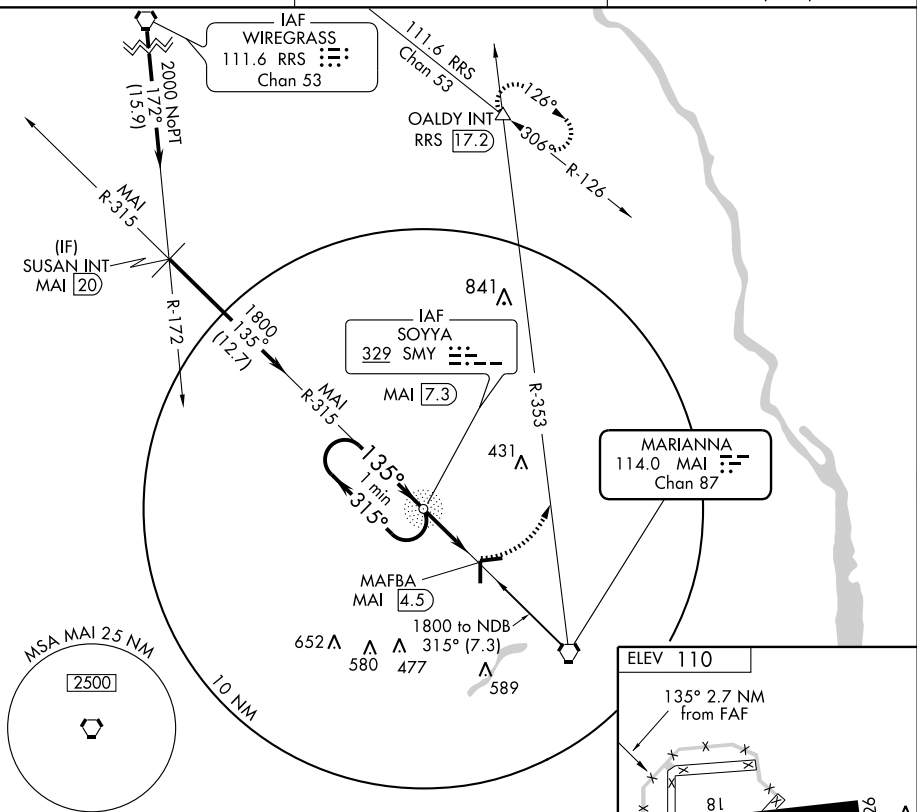 IAF
WIREGRASS
111.6 RRS
Chan 53
111.6 RRS
Chan 53
2000 NoPT
172°
(15.9)
126°
OALDY INT
RRS 17.2
306°
R-126
MAI
R-315
(IF)
SUSAN INT
MAI 20
R-172
1800
135°
(12.7)
841
IAF
SOYYA
329 SMY
MAI 7.3
MAI
R-315
R-353
431
MARIANNA
114.0 MAI
Chan 87
135°
1 min
315°
MAFBA
MAI 4.5
1800 to NDB
315° (7.3)
652
580
477
589
10 NM
MSA MAI 25 NM
2500
ELEV 110
135° 2.7 NM
from FAF
18
26